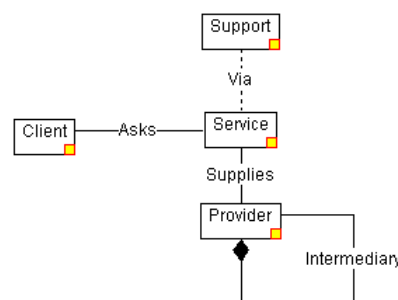 Support
Via
Client
Asks
Service
Supplies
Provider
Intermediary